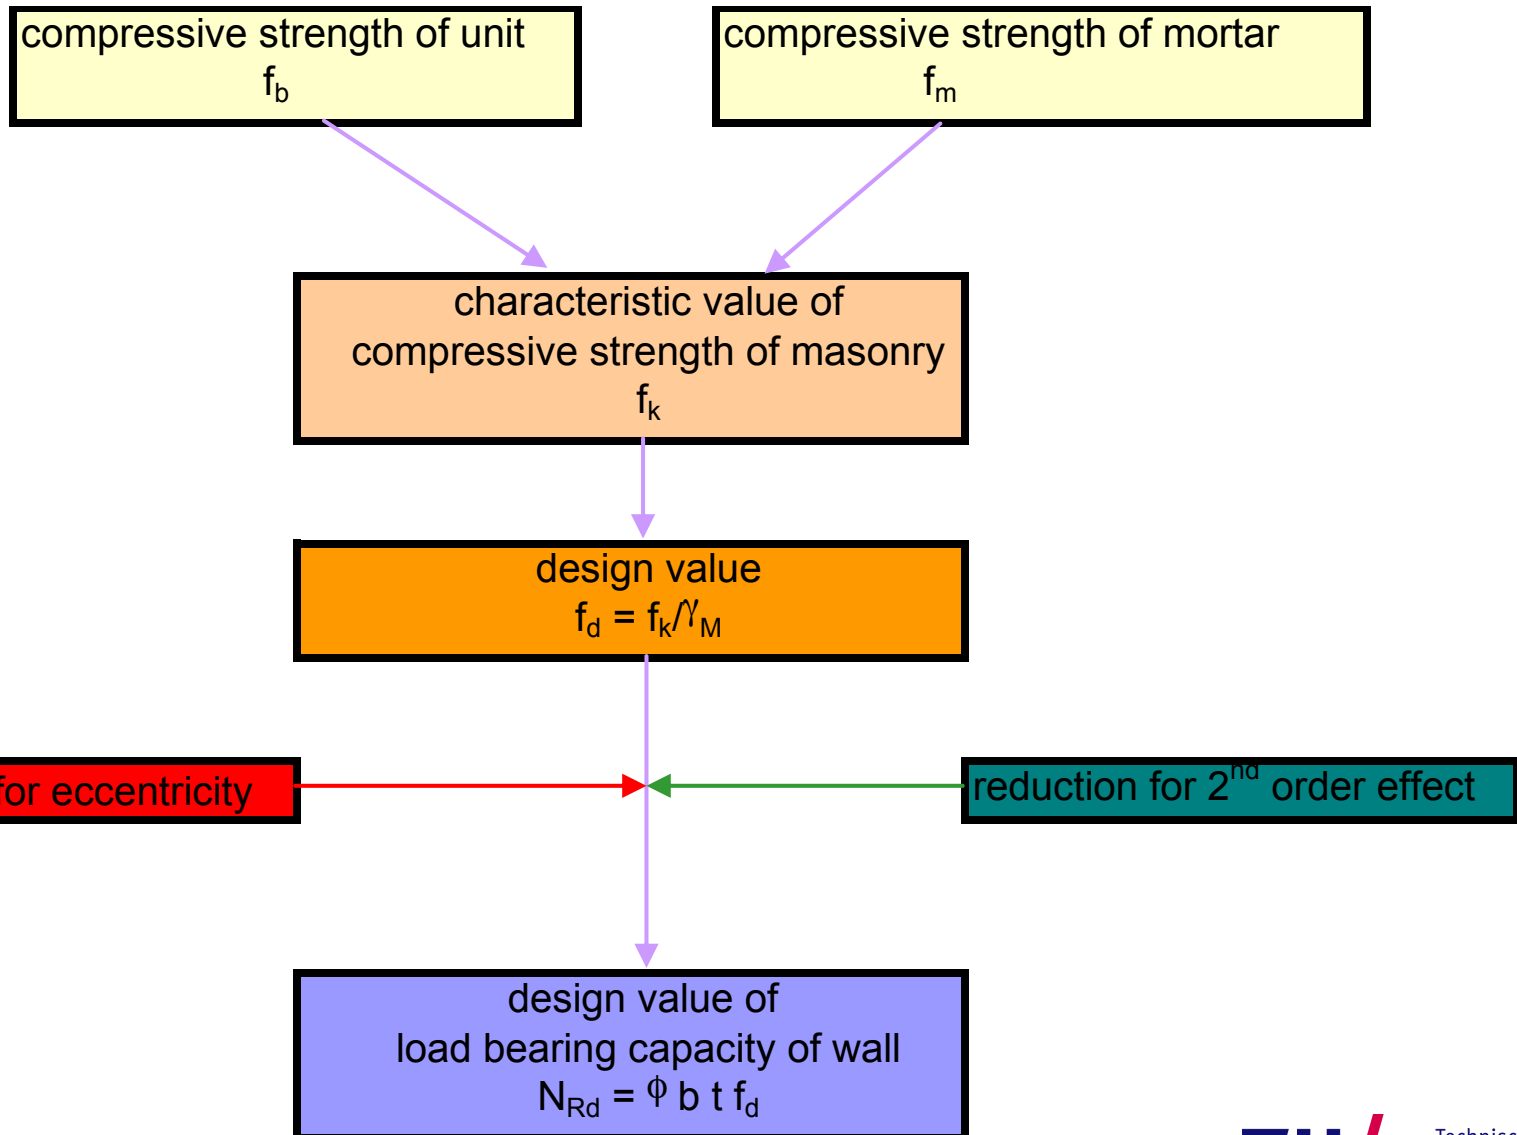 compressive strength of unit
f_b
compressive strength of mortar
f_m
characteristic value of
compressive strength of masonry
f_k
design value
f_d = f_k/γ_M
for eccentricity
reduction for 2^nd order effect
design value of
load bearing capacity of wall
N_Rd = ϕ b t f_d